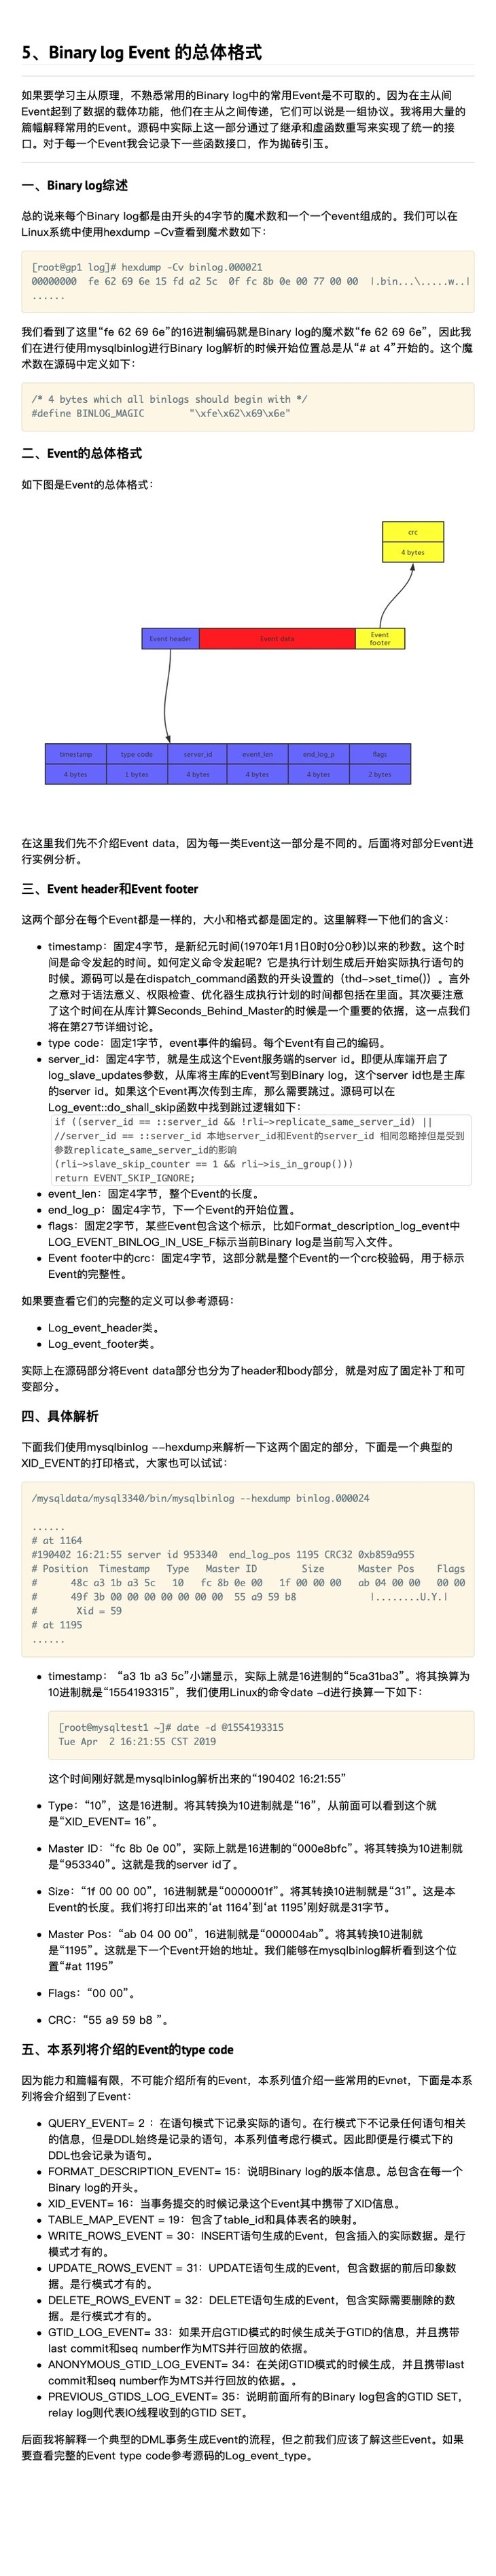 5、Binary log Event 的总体格式
如果要学习主从原理，不熟悉常用的Binary log中的常用Event是不可取的。因为在主从间
Event起到了数据的载体功能，他们在主从之间传递，它们可以说是一组协议。我将用大量的
篇幅解释常用的Event。源码中实际上这一部分通过了继承和虚函数重写来实现了统一的接
口。对于每一个Event我会记录下一些函数接口，作为抛砖引玉。
一、Binary log综述
总的说来每个Binary log都是由开头的4字节的魔术数和一个一个event组成的。我们可以在
Linux系统中使用hexdump -Cv查看到魔术数如下：
[root@gp1 log]# hexdump -Cv binlog.000021
00000000  fe 62 69 6e 15 fd a2 5c  0f fc 8b 0e 00 77 00 00  |.bin...\.....w..|
......
我们看到了这里“fe 62 69 6e”的16进制编码就是Binary log的魔术数“fe 62 69 6e”，因此我
们在进行使用mysqlbinlog进行Binary log解析的时候开始位置总是从“# at 4”开始的。这个魔
术数在源码中定义如下：
/* 4 bytes which all binlogs should begin with */
#define BINLOG_MAGIC        "\xfe\x62\x69\x6e"
二、Event的总体格式
如下图是Event的总体格式：
crc
4 bytes
Event header
Event data
Event
footer
timestamp
type code
server_id
event_len
end_log_p
flags
4 bytes
1 bytes
4 bytes
4 bytes
4 bytes
2 bytes
在这里我们先不介绍Event data，因为每一类Event这一部分是不同的。后面将对部分Event进
行实例分析。
三、Event header和Event footer
这两个部分在每个Event都是一样的，大小和格式都是固定的。这里解释一下他们的含义：
• timestamp：固定4字节，是新纪元时间(1970年1月1日0时0分0秒)以来的秒数。这个时
间是命令发起的时间。如何定义命令发起呢？它是执行计划生成后开始实际执行语句的
时候。源码可以是在dispatch_command函数的开头设置的（thd->set_time()）。言外
之意对于语法意义、权限检查、优化器生成执行计划的时间都包括在里面。其次要注意
了这个时间在从库计算Seconds_Behind_Master的时候是一个重要的依据，这一点我们
将在第27节详细讨论。
• type code：固定1字节，event事件的编码。每个Event有自己的编码。
• server_id：固定4字节，就是生成这个Event服务端的server id。即便从库端开启了
log_slave_updates参数，从库将主库的Event写到Binary log，这个server id也是主库
的server id。如果这个Event再次传到主库，那么需要跳过。源码可以在
Log_event::do_shall_skip函数中找到跳过逻辑如下：
if ((server_id == ::server_id && !rli->replicate_same_server_id) ||
//server_id == ::server_id 本地server_id和Event的server_id 相同忽略掉但是受到
参数replicate_same_server_id的影响
(rli->slave_skip_counter == 1 && rli->is_in_group()))
return EVENT_SKIP_IGNORE;
• event_len：固定4字节，整个Event的长度。
• end_log_p：固定4字节，下一个Event的开始位置。
• flags：固定2字节，某些Event包含这个标示，比如Format_description_log_event中
LOG_EVENT_BINLOG_IN_USE_F标示当前Binary log是当前写入文件。
• Event footer中的crc：固定4字节，这部分就是整个Event的一个crc校验码，用于标示
Event的完整性。
如果要查看它们的完整的定义可以参考源码：
• Log_event_header类。
• Log_event_footer类。
实际上在源码部分将Event data部分也分为了header和body部分，就是对应了固定补丁和可
变部分。
四、具体解析
下面我们使用mysqlbinlog --hexdump来解析一下这两个固定的部分，下面是一个典型的
XID_EVENT的打印格式，大家也可以试试：
/mysqldata/mysql3340/bin/mysqlbinlog --hexdump binlog.000024
......
# at 1164
#190402 16:21:55 server id 953340  end_log_pos 1195 CRC32 0xb859a955
# Position  Timestamp   Type   Master ID        Size      Master Pos    Flags
#      48c a3 1b a3 5c   10   fc 8b 0e 00   1f 00 00 00   ab 04 00 00   00 00
#      49f 3b 00 00 00 00 00 00 00  55 a9 59 b8             |........U.Y.|
#       Xid = 59
# at 1195
......
• timestamp： “a3 1b a3 5c”小端显示，实际上就是16进制的“5ca31ba3”。将其换算为
10进制就是“1554193315”，我们使用Linux的命令date -d进行换算一下如下：
[root@mysqltest1 ~]# date -d @1554193315
Tue Apr  2 16:21:55 CST 2019
这个时间刚好就是mysqlbinlog解析出来的“190402 16:21:55”
• Type：“10”，这是16进制。将其转换为10进制就是“16”，从前面可以看到这个就
是“XID_EVENT= 16”。
• Master ID：“fc 8b 0e 00”，实际上就是16进制的“000e8bfc”。将其转换为10进制就
是“953340”。这就是我的server id了。
• Size：“1f 00 00 00”，16进制就是“0000001f”。将其转换10进制就是“31”。这是本
Event的长度。我们将打印出来的‘at 1164’到‘at 1195’刚好就是31字节。
• Master Pos：“ab 04 00 00”，16进制就是“000004ab”。将其转换10进制就
是“1195”。这就是下一个Event开始的地址。我们能够在mysqlbinlog解析看到这个位
置“#at 1195”
• Flags：“00 00”。
• CRC：“55 a9 59 b8 ”。
五、本系列将介绍的Event的type code
因为能力和篇幅有限，不可能介绍所有的Event，本系列值介绍一些常用的Evnet，下面是本系
列将会介绍到了Event：
• QUERY_EVENT= 2 ：在语句模式下记录实际的语句。在行模式下不记录任何语句相关
的信息，但是DDL始终是记录的语句，本系列值考虑行模式。因此即便是行模式下的
DDL也会记录为语句。
• FORMAT_DESCRIPTION_EVENT= 15：说明Binary log的版本信息。总包含在每一个
Binary log的开头。
• XID_EVENT= 16：当事务提交的时候记录这个Event其中携带了XID信息。
• TABLE_MAP_EVENT = 19：包含了table_id和具体表名的映射。
• WRITE_ROWS_EVENT = 30：INSERT语句生成的Event，包含插入的实际数据。是行
模式才有的。
• UPDATE_ROWS_EVENT = 31：UPDATE语句生成的Event，包含数据的前后印象数
据。是行模式才有的。
• DELETE_ROWS_EVENT = 32：DELETE语句生成的Event，包含实际需要删除的数
据。是行模式才有的。
• GTID_LOG_EVENT= 33：如果开启GTID模式的时候生成关于GTID的信息，并且携带
last commit和seq number作为MTS并行回放的依据。
• ANONYMOUS_GTID_LOG_EVENT= 34：在关闭GTID模式的时候生成，并且携带last
commit和seq number作为MTS并行回放的依据。。
• PREVIOUS_GTIDS_LOG_EVENT= 35：说明前面所有的Binary log包含的GTID SET，
relay log则代表IO线程收到的GTID SET。
后面我将解释一个典型的DML事务生成Event的流程，但之前我们应该了解这些Event。如果
要查看完整的Event type code参考源码的Log_event_type。